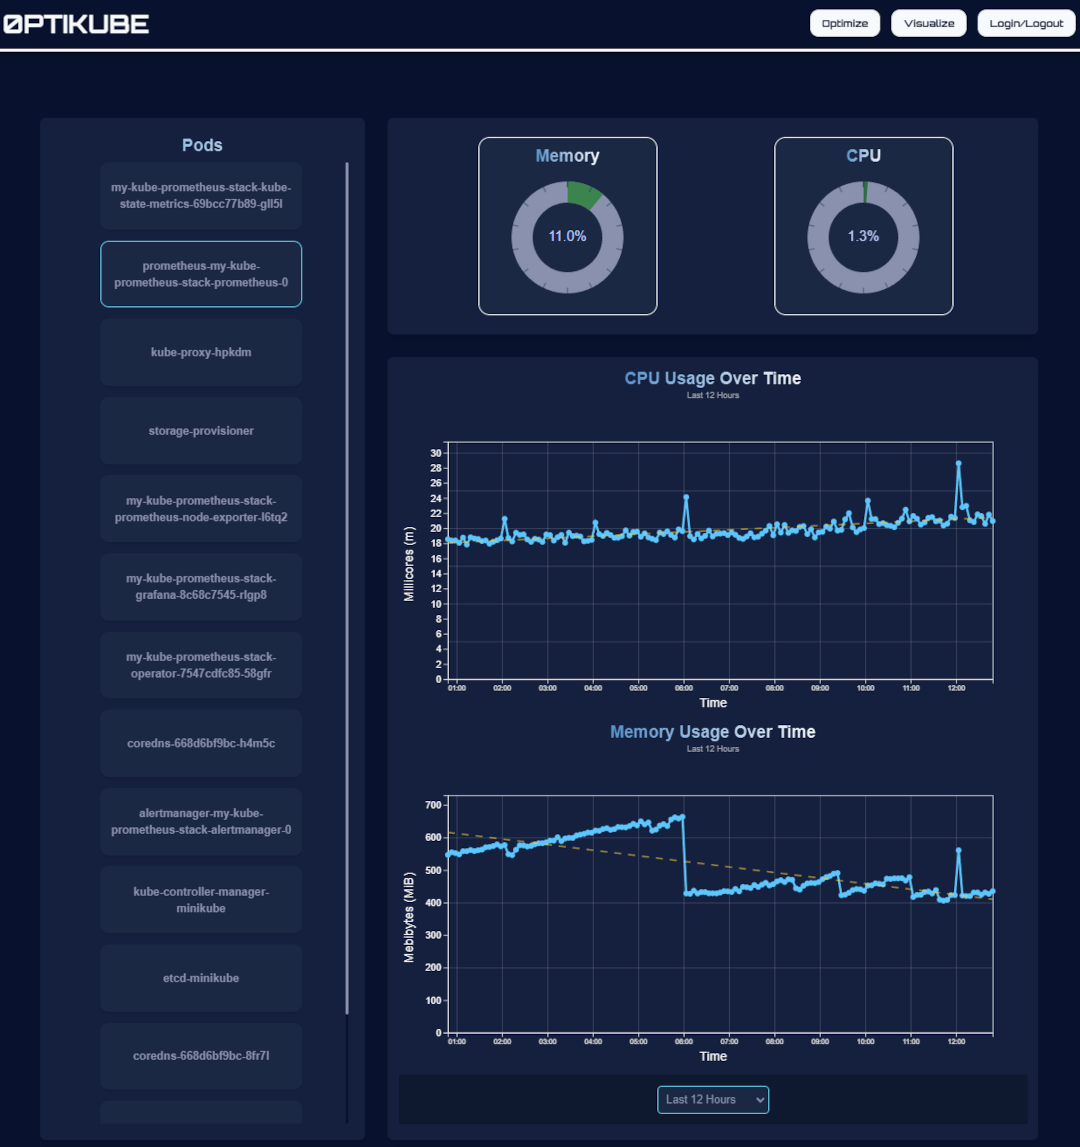 0PTIKUBE
Optimize
Visualize
Login/Logout
Pods
my-kube-prometheus-stack-kube-
state-metrics-69bcc77b89-gll5l
prometheus-my-kube-
prometheus-stack-prometheus-0
kube-proxy-hpkdm
storage-provisioner
my-kube-prometheus-stack-
prometheus-node-exporter-l6tq2
my-kube-prometheus-stack-
grafana-8c68c7545-rlgp8
my-kube-prometheus-stack-
operator-7547cdfc85-58gfr
coredns-668d6bf9bc-h4m5c
alertmanager-my-kube-
prometheus-stack-alertmanager-0
kube-controller-manager-
minikube
etcd-minikube
coredns-668d6bf9bc-8fr7l
Memory
11.0%
CPU
1.3%
CPU Usage Over Time
Last 12 Hours
Millicores (m)
30
28
26
24
22
20
18
16
14
12
10
8
6
4
2
0
01:00 02:00 03:00 04:00 05:00 06:00 07:00 08:00 09:00 10:00 11:00 12:00
Time
Memory Usage Over Time
Last 12 Hours
Mebibytes (MiB)
700
600
500
400
300
200
100
0
01:00 02:00 03:00 04:00 05:00 06:00 07:00 08:00 09:00 10:00 11:00 12:00
Time
Last 12 Hours